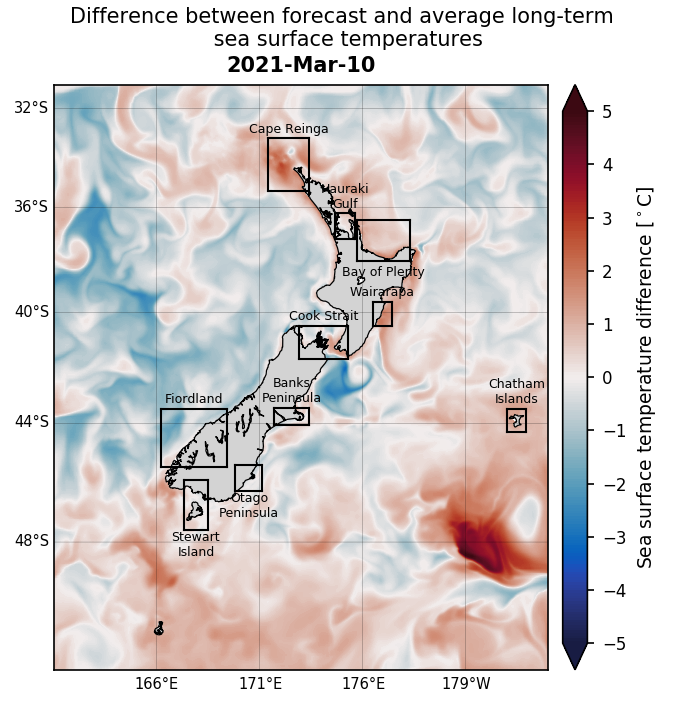 Difference between forecast and average long-term
sea surface temperatures
2021-Mar-10
32°S
36°S
40°S
44°S
48°S
Cape Reinga
Hauraki
Gulf
Bay of Plenty
Wairarapa
Cook Strait
Banks
Peninsula
Fiordland
Chatham
Islands
Otago
Peninsula
Stewart
Island
166°E
171°E
176°E
179°W
5
4
3
2
1
0
−1
−2
−3
−4
−5
Sea surface temperature difference [°C]